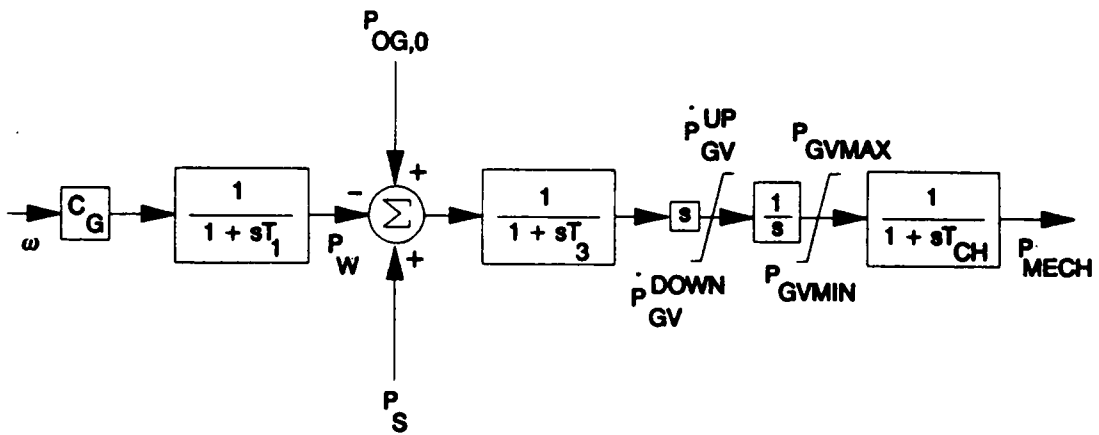 P OG,0
ω
C G
1
1 + sT 1
P W
-
+
Σ
+
P S
1
1 + sT 3
s
Ṗ UP GV
Ṗ DOWN GV
1
s
P GVMAX
P GVMIN
1
1 + sT CH
P MECH